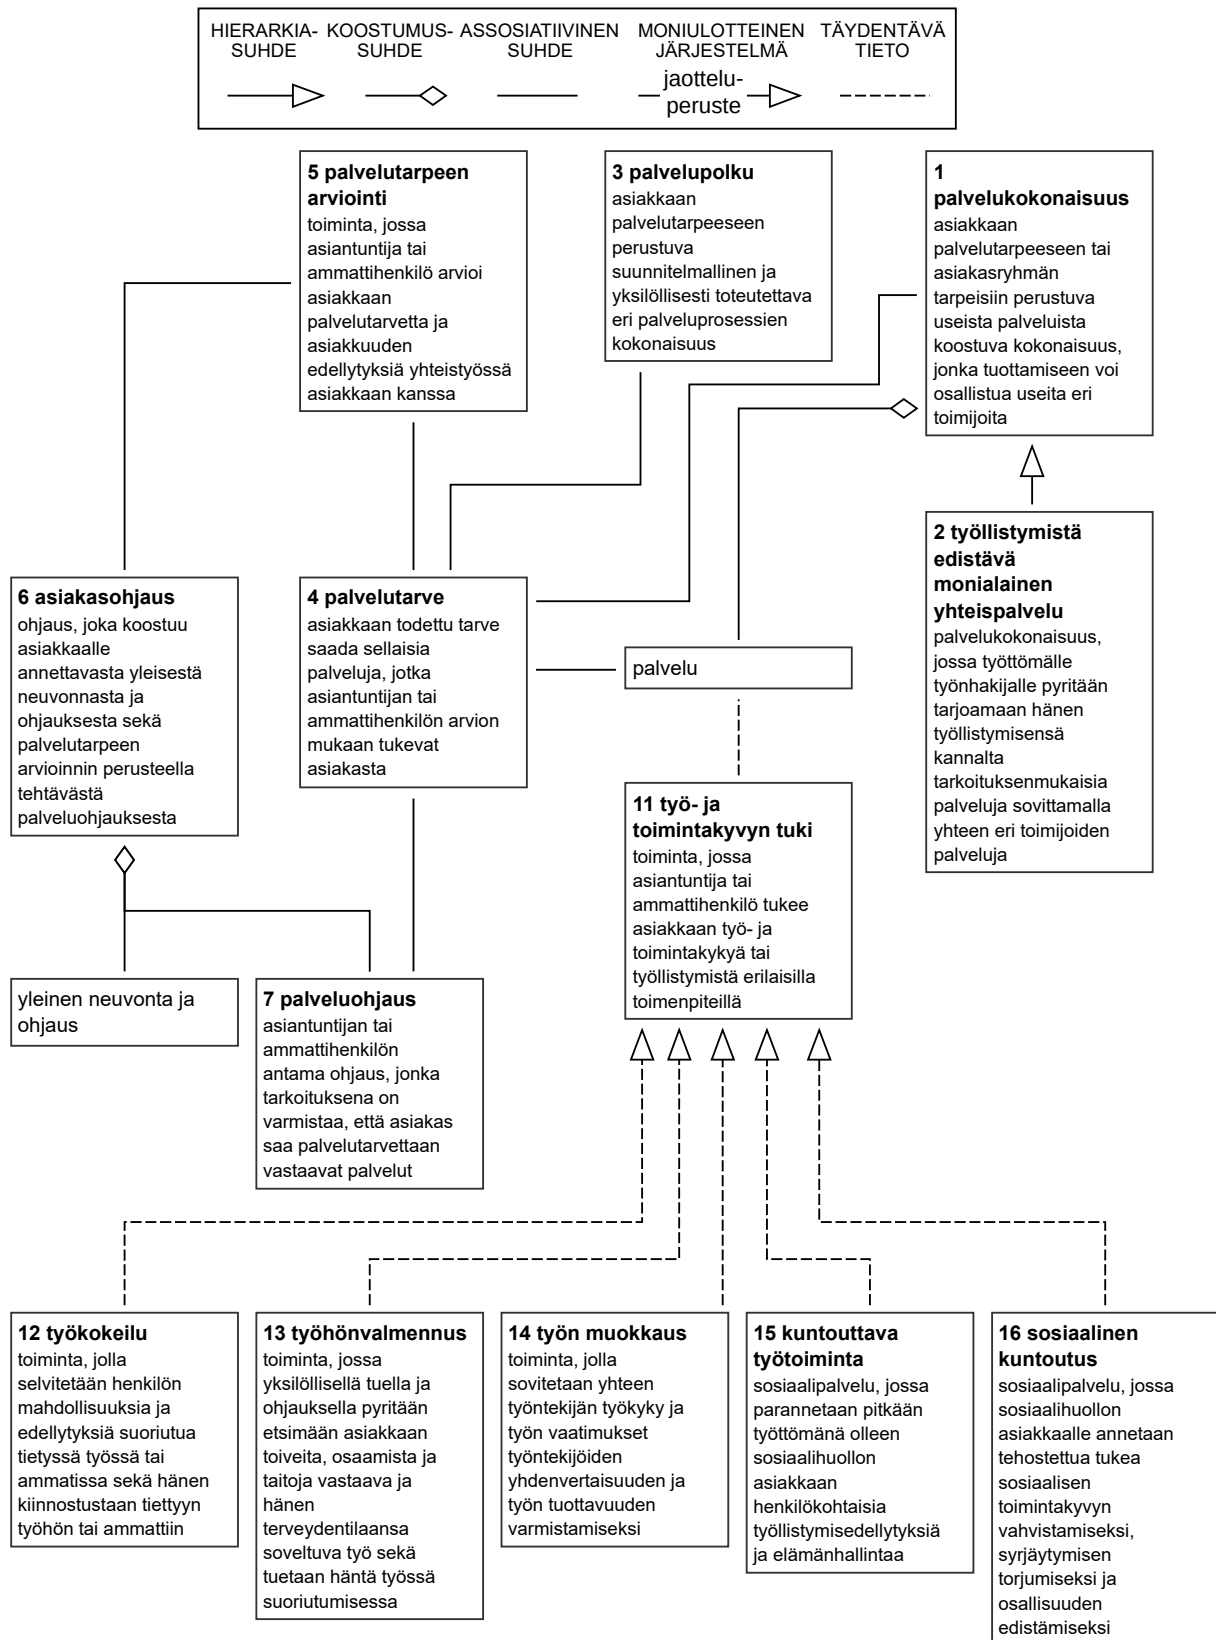 HIERARKIA-
SUHDE
KOOSTUMUS-
SUHDE
ASSOSIATIIVINEN
SUHDE
MONIULOTTEINEN
JÄRJESTELMÄ
TÄYDENTÄVÄ
TIETO
jaottelu-
peruste
5 palvelutarpeen
arviointi
toiminta, jossa
asiantuntija tai
ammattihenkilö arvioi
asiakkaan
palvelutarvetta ja
asiakkuuden
edellytyksiä yhteistyössä
asiakkaan kanssa
3 palvelupolku
asiakkaan
palvelutarpeeseen
perustuva
suunnitelmallinen ja
yksilöllisesti toteutettava
eri palveluprosessien
kokonaisuus
1
palvelukokonaisuus
asiakkaan
palvelutarpeeseen tai
asiakasryhmän
tarpeisiin perustuva
useista palveluista
koostuva kokonaisuus,
jonka tuottamiseen voi
osallistua useita eri
toimijoita
2 työllistymistä
edistävä
monialainen
yhteispalvelu
palvelukokonaisuus,
jossa työttömälle
työnhakijalle pyritään
tarjoamaan hänen
työllistymisensä
kannalta
tarkoituksenmukaisia
palveluja sovittamalla
yhteen eri toimijoiden
palveluja
6 asiakasohjaus
ohjaus, joka koostuu
asiakkaalle
annettavasta yleisestä
neuvonnasta ja
ohjauksesta sekä
palvelutarpeen
arvioinnin perusteella
tehtävästä
palveluohjauksesta
4 palvelutarve
asiakkaan todettu tarve
saada sellaisia
palveluja, jotka
asiantuntijan tai
ammattihenkilön arvion
mukaan tukevat
asiakasta
palvelu
11 työ- ja
toimintakyvyn tuki
toiminta, jossa
asiantuntija tai
ammattihenkilö tukee
asiakkaan työ- ja
toimintakykyä tai
työllistymistä erilaisilla
toimenpiteillä
yleinen neuvonta ja
ohjaus
7 palveluohjaus
asiantuntijan tai
ammattihenkilön
antama ohjaus, jonka
tarkoituksena on
varmistaa, että asiakas
saa palvelutarvettaan
vastaavat palvelut
12 työkokeilu
toiminta, jolla
selvitetään henkilön
mahdollisuuksia ja
edellytyksiä suoriutua
tietyssä työssä tai
ammatissa sekä hänen
kiinnostustaan tiettyyn
työhön tai ammattiin
13 työhönvalmennus
toiminta, jossa
yksilöllisellä tuella ja
ohjauksella pyritään
etsimään asiakkaan
toiveita, osaamista ja
taitoja vastaava ja
hänen
terveydentilaansa
soveltuva työ sekä
tuetaan häntä työssä
suoriutumisessa
14 työn muokkaus
toiminta, jolla
sovitetaan yhteen
työntekijän työkyky ja
työn vaatimukset
työntekijöiden
yhdenvertaisuuden ja
työn tuottavuuden
varmistamiseksi
15 kuntouttava
työtoiminta
sosiaalipalvelu, jossa
parannetaan pitkään
työttömänä olleen
sosiaalihuollon
asiakkaan
henkilökohtaisia
työllistymisedellytyksiä
ja elämänhallintaa
16 sosiaalinen
kuntoutus
sosiaalipalvelu, jossa
sosiaalihuollon
asiakkaalle annetaan
tehostettua tukea
sosiaalisen
toimintakyvyn
vahvistamiseksi,
syrjäytymisen
torjumiseksi ja
osallisuuden
edistämiseksi